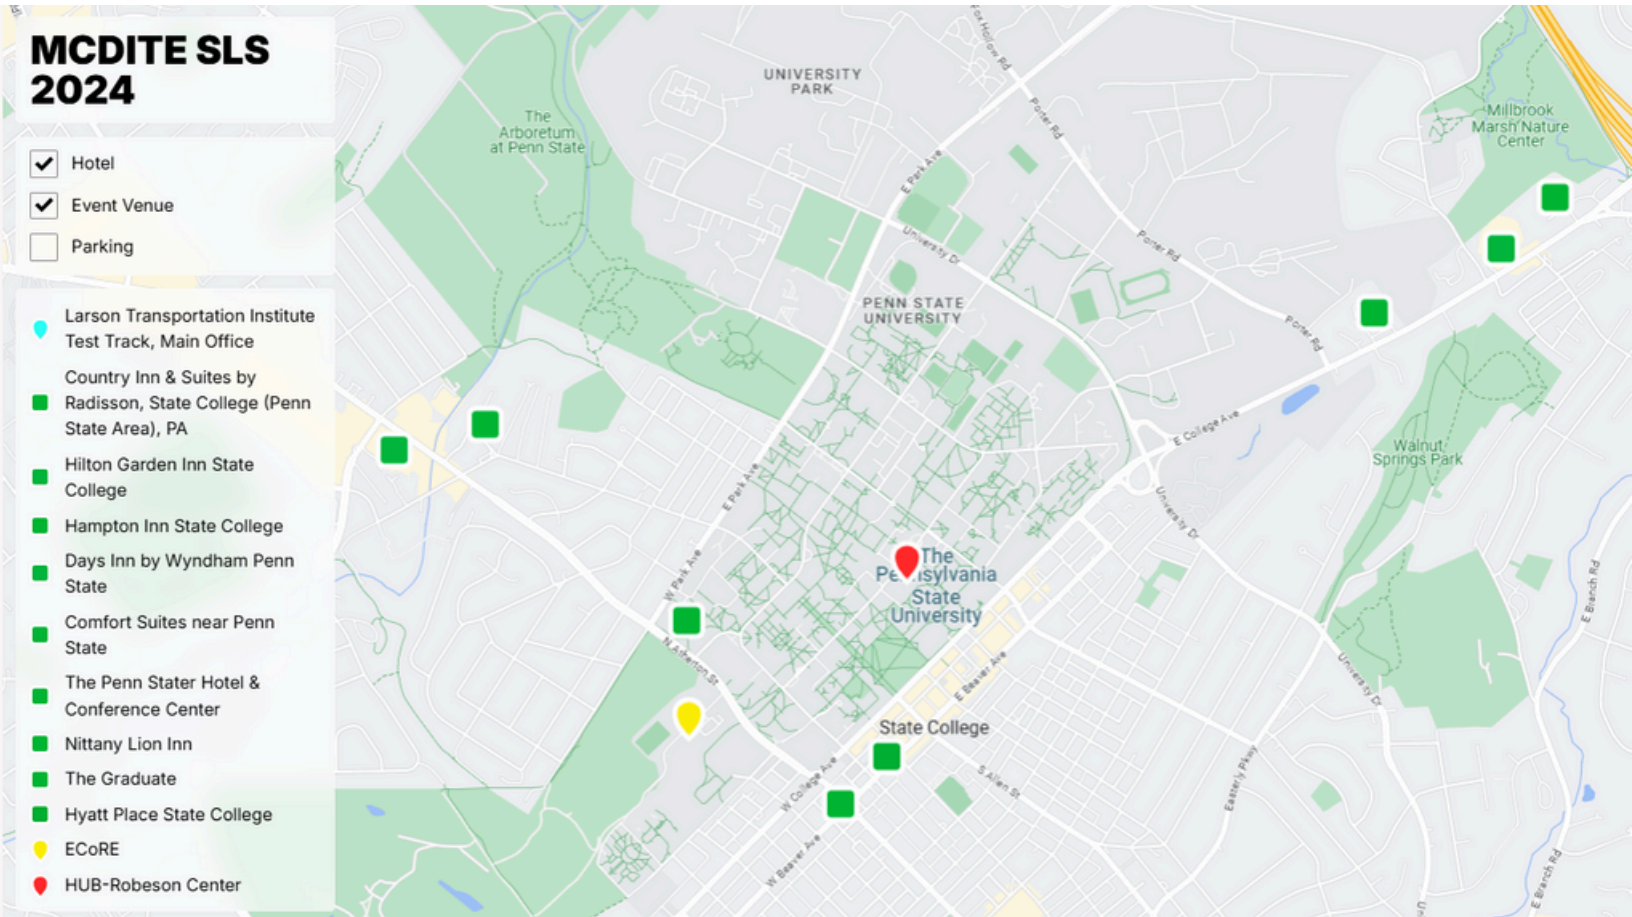 MCDITE SLS
2024
Hotel
Event Venue
Parking
Larson Transportation Institute
Test Track, Main Office
Country Inn & Suites by
Radisson, State College (Penn
State Area), PA
Hilton Garden Inn State
College
Hampton Inn State College
Days Inn by Wyndham Penn
State
Comfort Suites near Penn
State
The Penn Stater Hotel &
Conference Center
Nittany Lion Inn
The Graduate
Hyatt Place State College
ECoRE
HUB-Robeson Center
Fox Hollow Rd
UNIVERSITY
PARK
Porter Rd
The
Arboretum
at Penn State
Millbrook
Marsh Nature
Center
E Park Ave
University Dr
Porter Rd
PENN STATE
UNIVERSITY
Porter Rd
E College Ave
Walnut
Springs Park
E Park Ave
University Dr
W Park Ave
The
Pennsylvania
State
University
E Branch Rd
N Atherton St
E Beaver Ave
University Dr
State College
W College Ave
S Allen St
Easterly Pkwy
W Beaver Ave
E Branch Rd